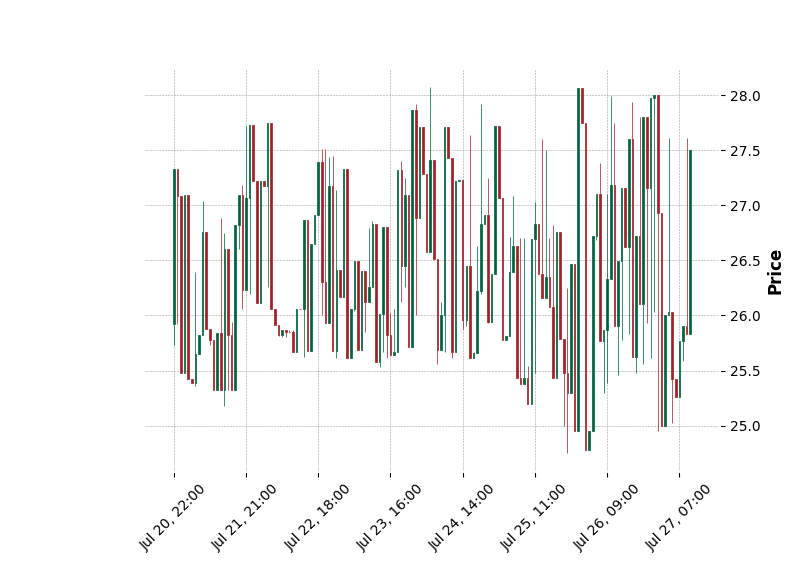 28.0
27.5
27.0
26.5
26.0
25.5
25.0
Price
Jul 20, 22:00
Jul 21, 21:00
Jul 22, 18:00
Jul 23, 16:00
Jul 24, 14:00
Jul 25, 11:00
Jul 26, 09:00
Jul 27, 07:00